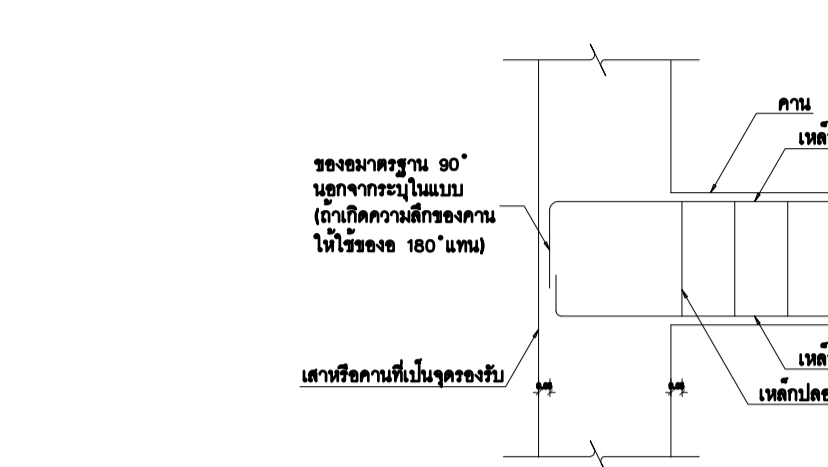 คาน
ของอมาตรฐาน 90°
นอกจากระบุในแบบ
(ถ้าเกิดความลึกของคาน
ให้ใช้ของอ 180°แทน)
เสาหรือคานที่เป็นจุดรองรับ